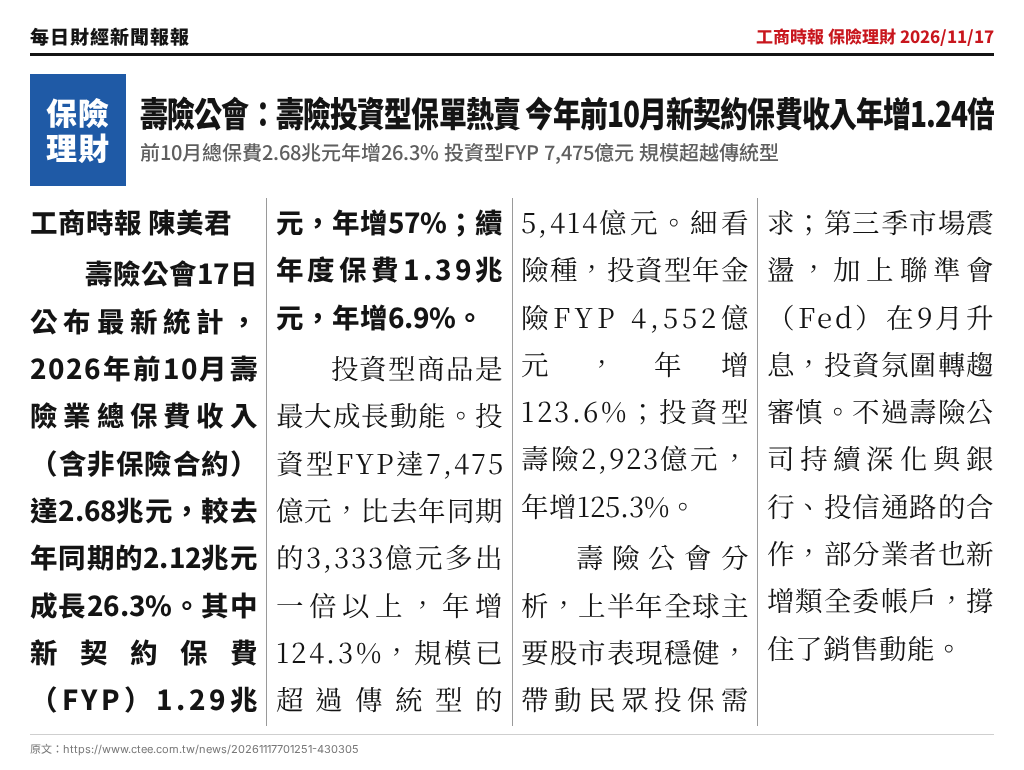 每日財經新聞報報
工商時報 保險理財 2026/11/17
保險
理財
壽險公會：壽險投資型保單熱賣 今年前10月新契約保費收入年增1.24倍
前10月總保費2.68兆元年增26.3% 投資型FYP 7,475億元 規模超越傳統型
工商時報 陳美君
壽險公會17日
公布最新統計，
2026年前10月壽
險業總保費收入
（含非保險合約）
達2.68兆元，較去
年同期的2.12兆元
成長26.3%。其中
新契約保費
（FYP）1.29兆
元，年增57%；續
年度保費1.39兆
元，年增6.9%。
投資型商品是
最大成長動能。投
資型FYP達7,475
億元，比去年同期
的3,333億元多出
一倍以上，年增
124.3%，規模已
超過傳統型的
5,414億元。細看
險種，投資型年金
險FYP 4,552億
元，年增
123.6%；投資型
壽險2,923億元，
年增125.3%。
壽險公會分
析，上半年全球主
要股市表現穩健，
帶動民眾投保需
求；第三季市場震
盪，加上聯準會
（Fed）在9月升
息，投資氛圍轉趨
審慎。不過壽險公
司持續深化與銀
行、投信通路的合
作，部分業者也新
增類全委帳戶，撐
住了銷售動能。
原文：https://www.ctee.com.tw/news/20261117701251-430305